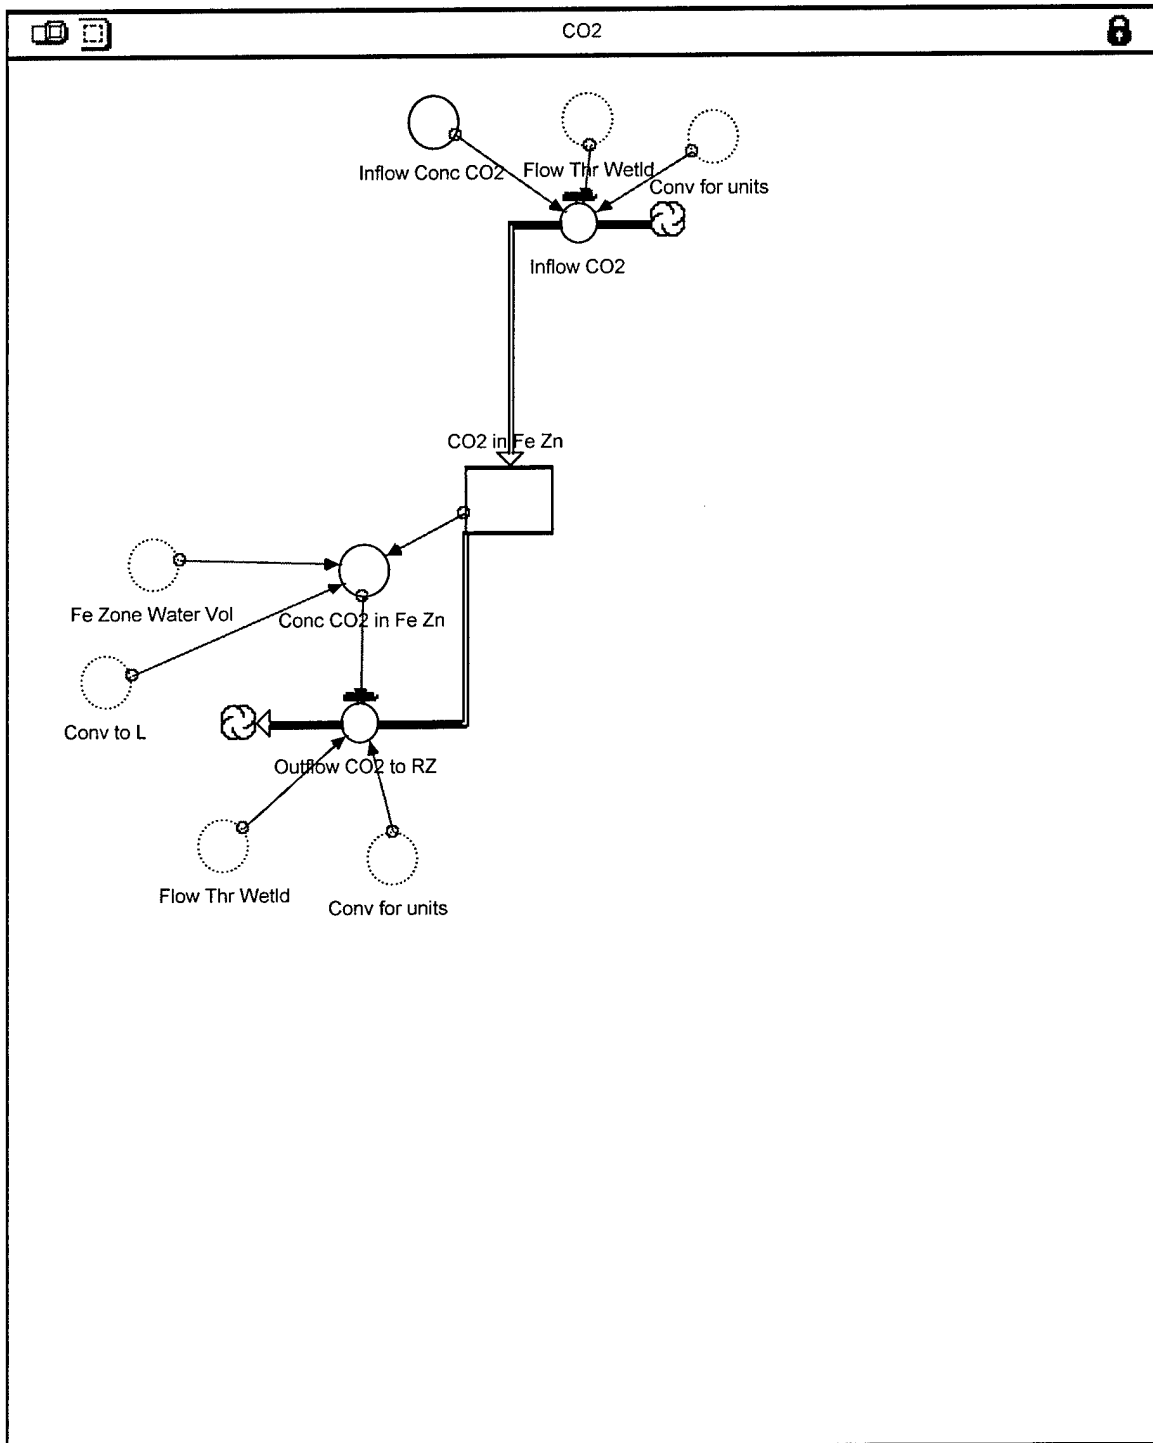 CO2
Inflow Conc CO2
Flow Thr Wetld
Conv for units
Inflow CO2
CO2 in Fe Zn
Fe Zone Water Vol
Conc CO2 in Fe Zn
Conv to L
Outflow CO2 to RZ
Flow Thr Wetld
Conv for units